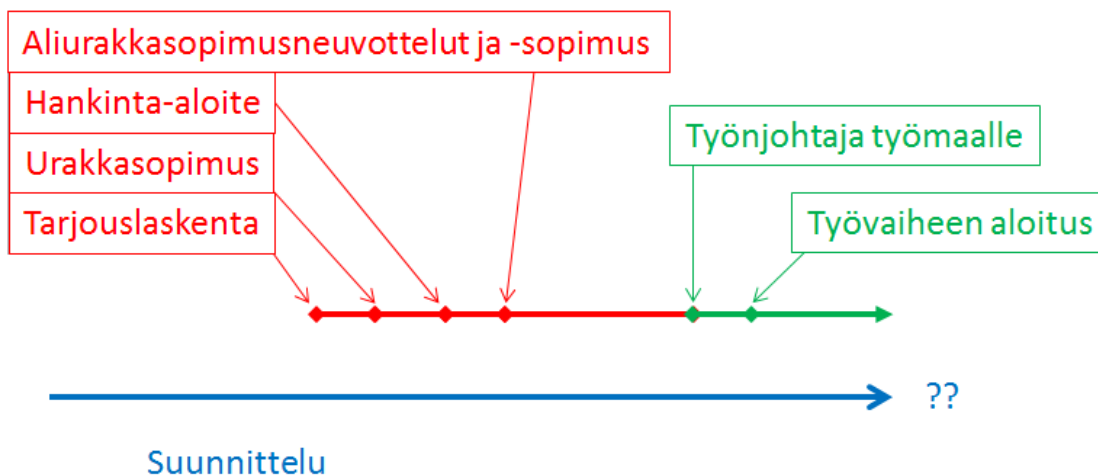 Aliurakkasopimusneuvottelut ja -sopimus
Hankinta-aloite
Urakkasopimus
Tarjouslaskenta
Työnjohtaja työmaalle
Työvaiheen aloitus
??
Suunnittelu